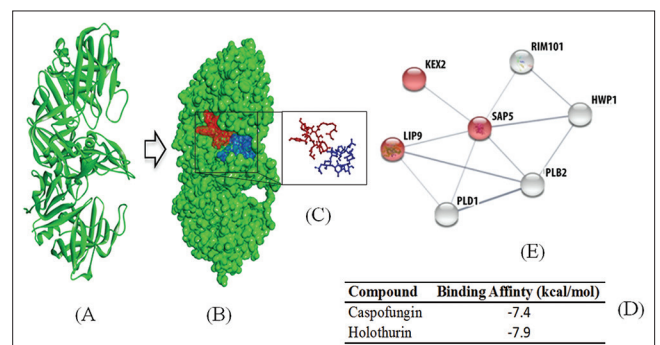 RIM101
KEX2
HWP1
SAP5
LIP9
PLB2
PLD1
(C)
(E)
(A
(B)
(D)
Compound Binding Affinty (kcal/mol)
Caspofungin -7.4
Holothurin -7.9